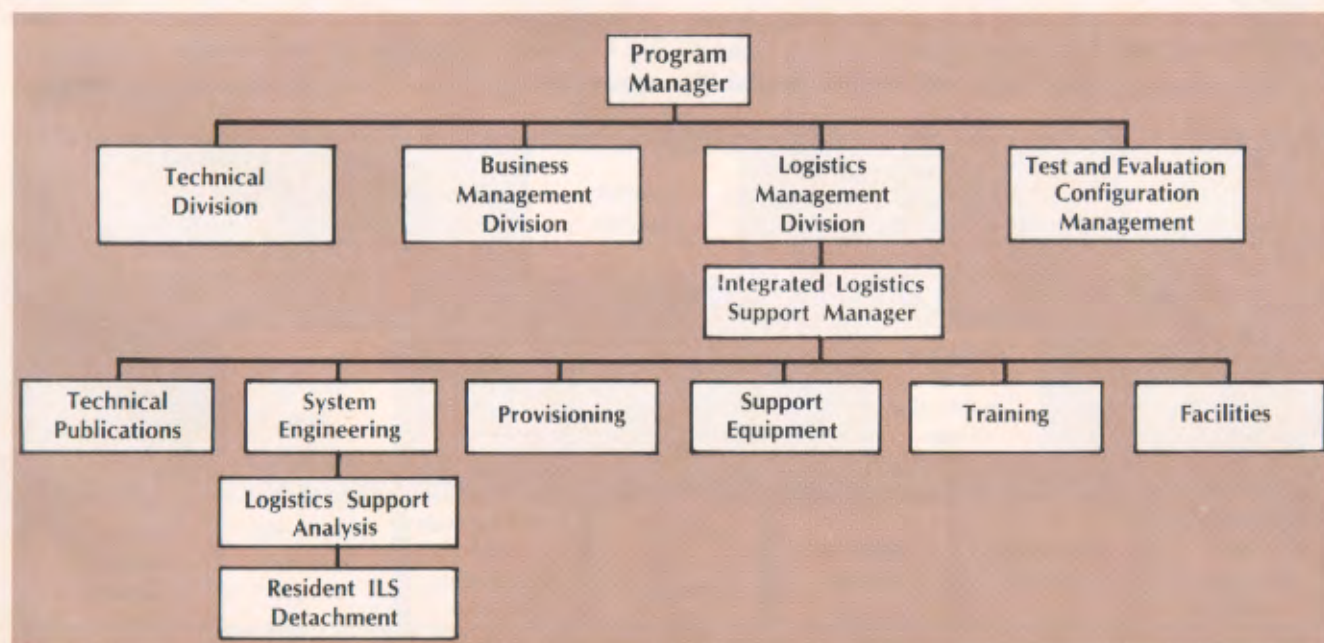 Program
Manager
Technical
Division
Business
Management
Division
Logistics
Management
Division
Test and Evaluation
Configuration
Management
Integrated Logistics
Support Manager
Technical
Publications
System
Engineering
Provisioning
Support
Equipment
Training
Facilities
Logistics Support
Analysis
Resident ILS
Detachment